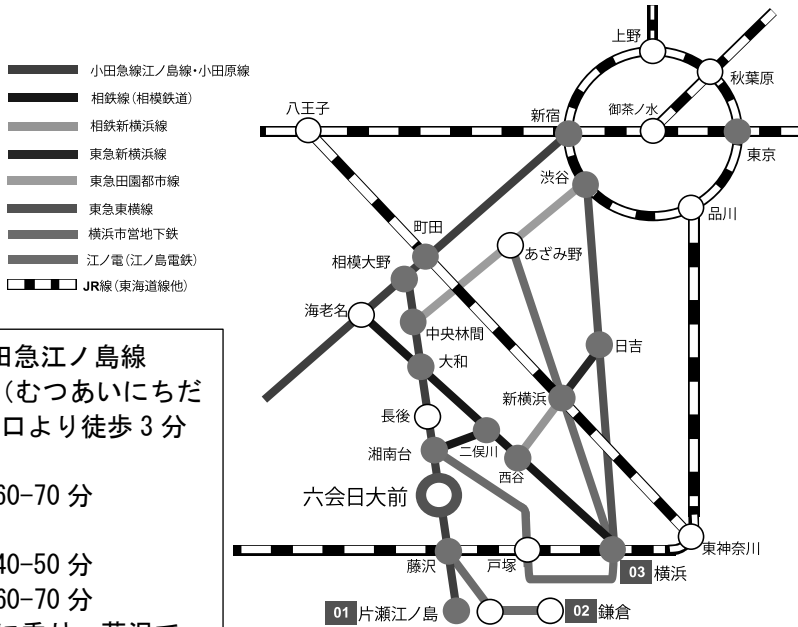 小田急線江ノ島線・小田原線
相鉄線（相模鉄道）
相鉄新横浜線
東急新横浜線
東急田園都市線
東急東横線
横浜市営地下鉄
江ノ電（江ノ島電鉄）
JR線（東海道線他）
上野
秋葉原
八王子
新宿
御茶ノ水
東京
渋谷
品川
町田
あざみ野
相模大野
海老名
中央林間
日吉
大和
新横浜
長後
湘南台
二俣川
西谷
六会日大前
藤沢
戸塚
東神奈川
03 横浜
01 片瀬江ノ島
02 鎌倉
田急江ノ島線
（むつあいにちだ
口より徒歩 3 分
60-70 分
40-50 分
60-70 分